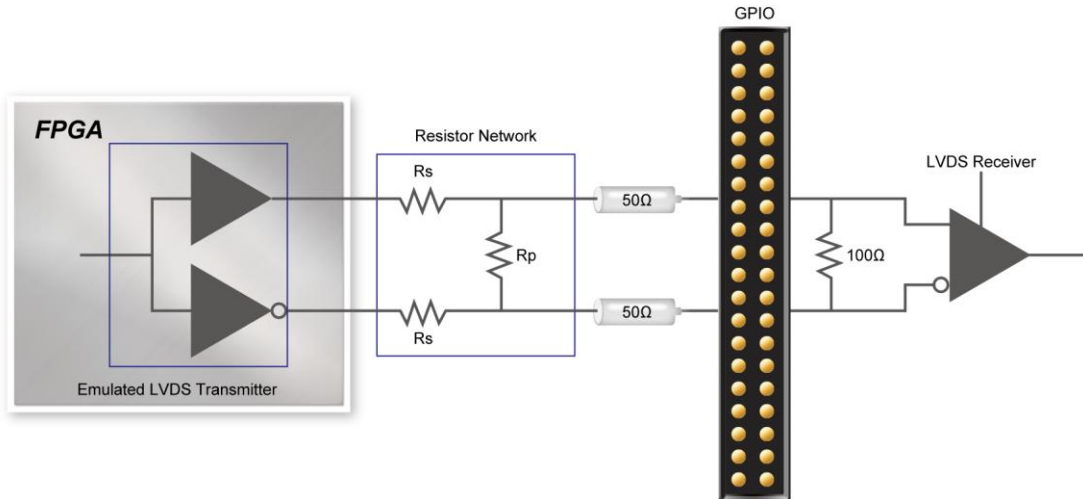 GPIO
FPGA
Resistor Network
Rs
LVDS Receiver
50Ω
Rp
100Ω
50Ω
Rs
Emulated LVDS Transmitter